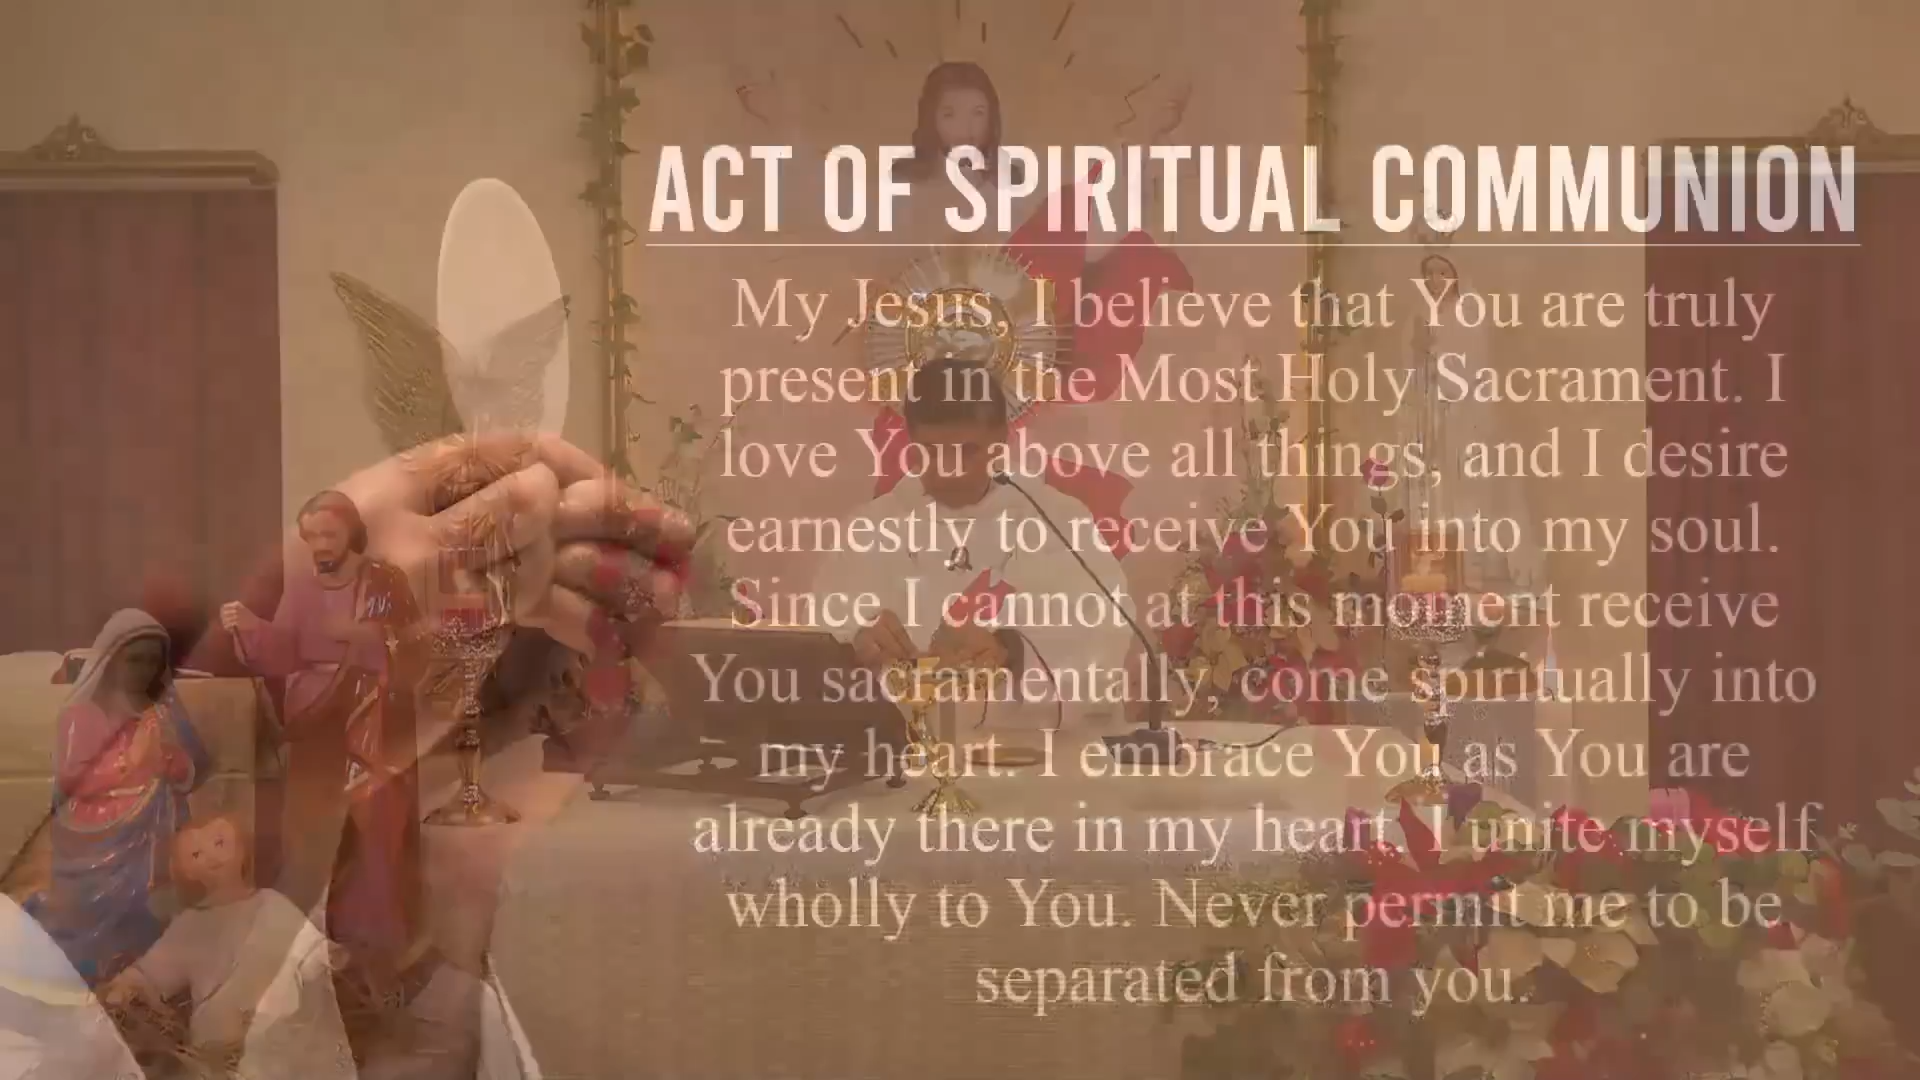 ACT OF SPIRITUAL COMMUNION
My Jesus, I believe that You are truly
present in the Most Holy Sacrament. I
love You above all things, and I desire
earnestly to receive You into my soul.
Since I cannot at this moment receive
You sacramentally, come spiritually into
my heart. I embrace You as You are
already there in my heart. I unite myself
wholly to You. Never permit me to be
separated from you.